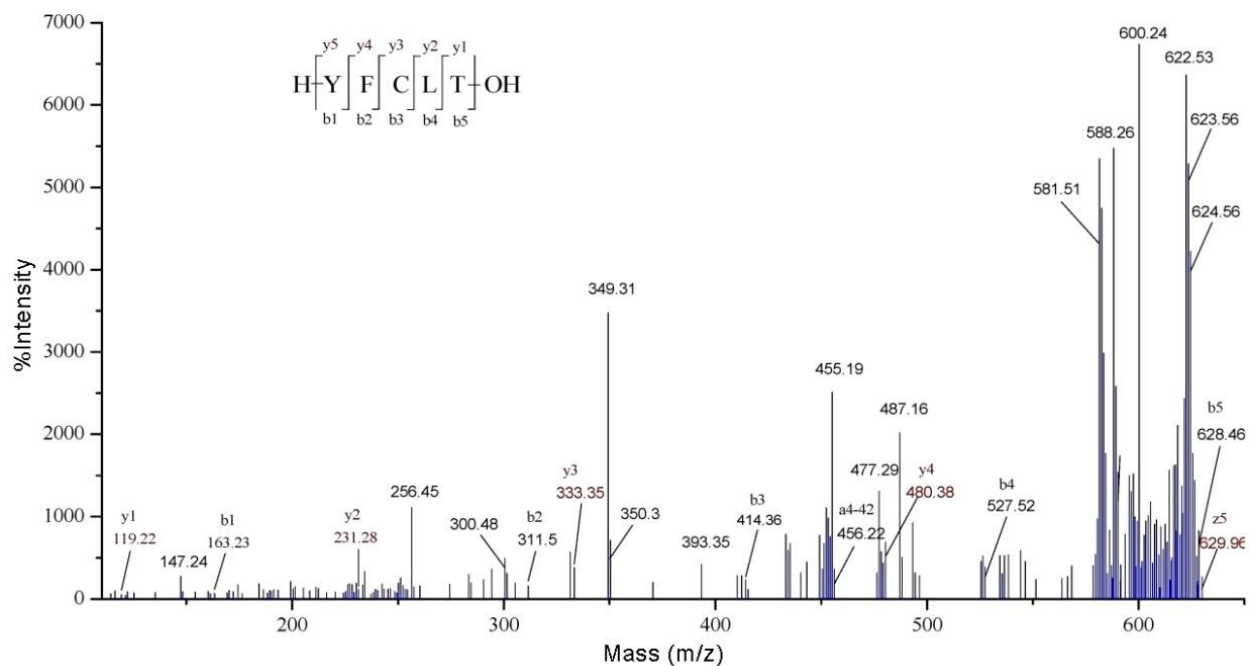 7000
6000
5000
4000
3000
2000
1000
0
%Intensity
y5 y4 y3 y2 y1
H Y F C L T OH
b1 b2 b3 b4 b5
600.24
622.53
588.26
623.56
581.51
624.56
349.31
455.19
b5
487.16
628.46
y3
477.29
y4
256.45
333.35
b3
a4-42
480.38
b4
y1
b1
y2
300.48
b2
350.3
393.35
414.36
456.22
527.52
z5
119.22
147.24
163.23
231.28
311.5
629.96
200 300 400 500 600
Mass (m/z)